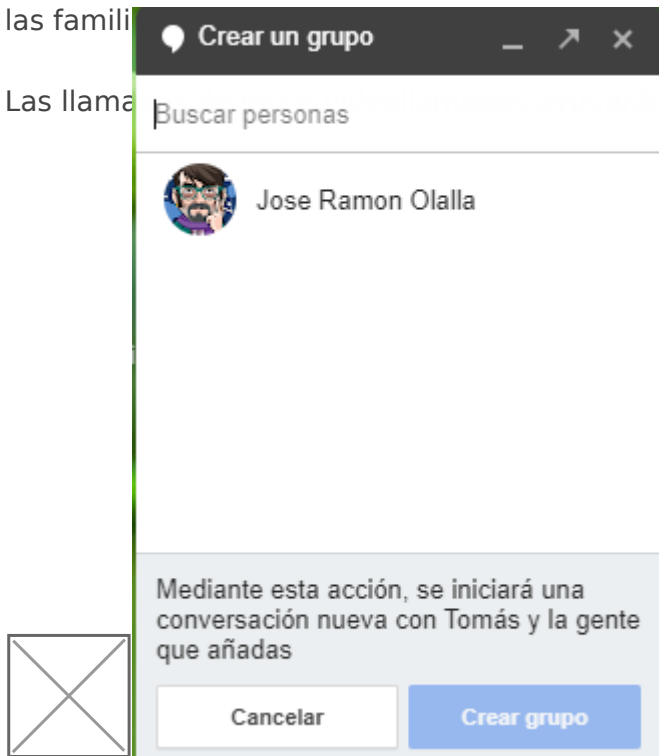 las famili
Crear un grupo
Las llama
Buscar personas
Jose Ramon Olalla
Mediante esta acción, se iniciará una
conversación nueva con Tomás y la gente
que añadas
Cancelar
Crear grupo